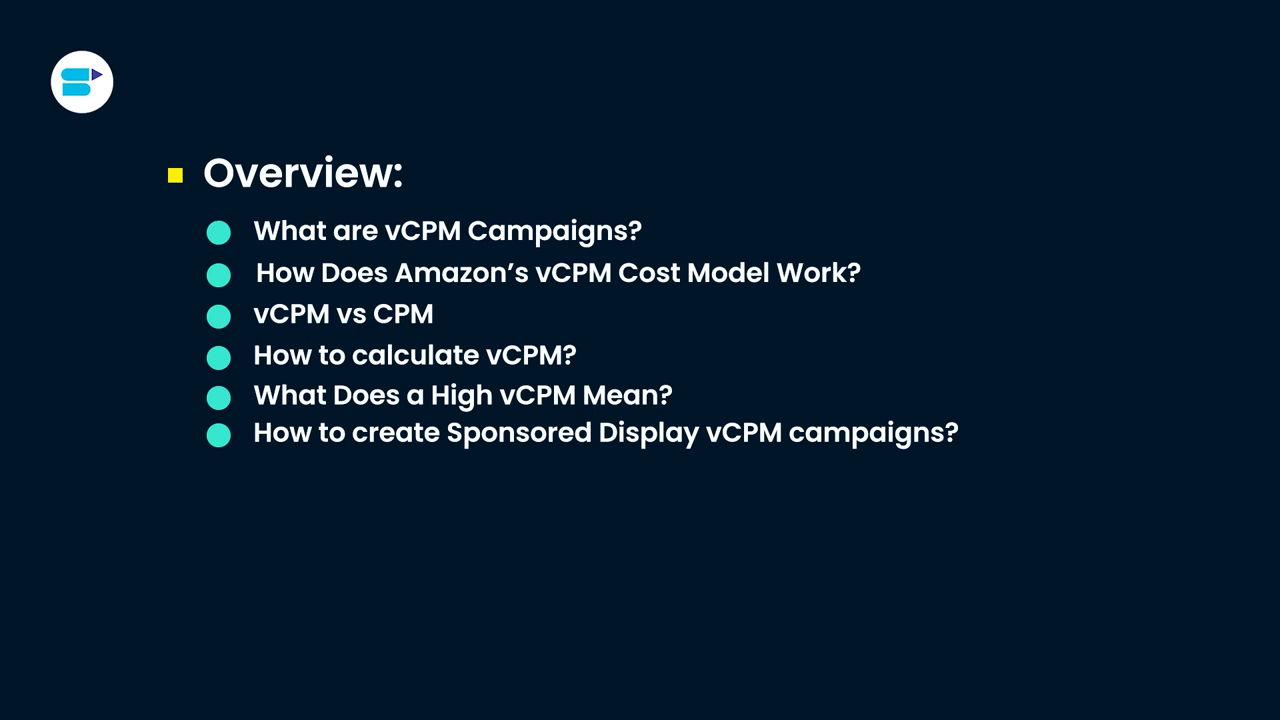 Overview:
What are vCPM Campaigns?
How Does Amazon’s vCPM Cost Model Work?
vCPM vs CPM
How to calculate vCPM?
What Does a High vCPM Mean?
How to create Sponsored Display vCPM campaigns?